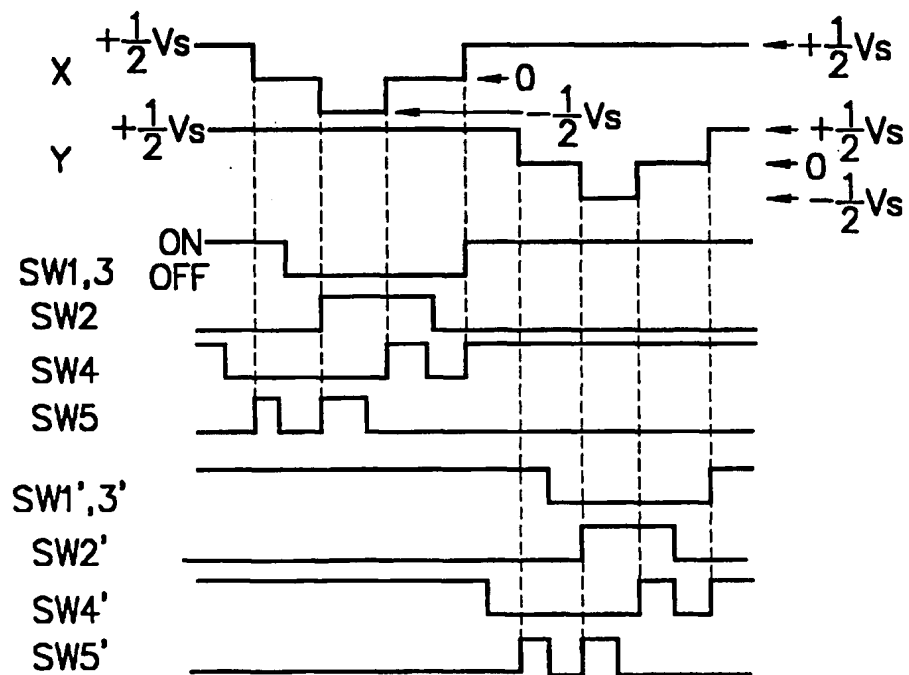 +1/2Vs
+1/2Vs
X
0
-1/2Vs
+1/2Vs
+1/2Vs
Y
0
-1/2Vs
ON
OFF
SW1,3
SW2
SW4
SW5
SW1',3'
SW2'
SW4'
SW5'